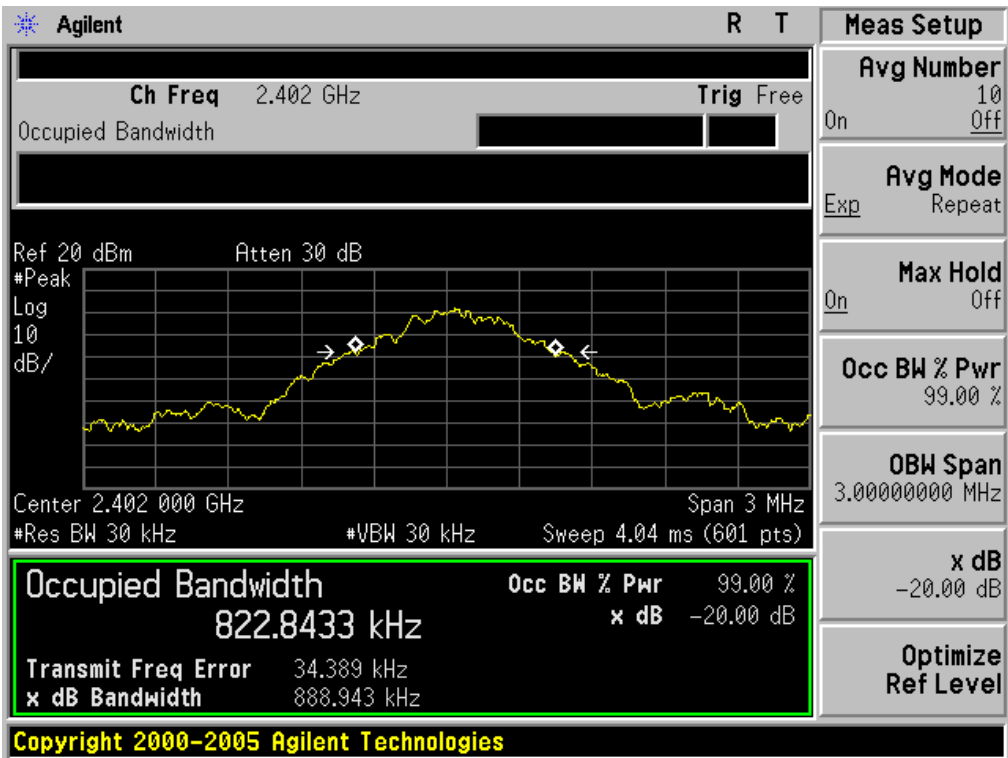 Agilent R T
Ch Freq 2.402 GHz Trig Free
Occupied Bandwidth
Ref 20 dBm Atten 30 dB
#Peak
Log
10
dB/
Center 2.402 000 GHz Span 3 MHz
#Res BW 30 kHz #VBW 30 kHz Sweep 4.04 ms (601 pts)
Occupied Bandwidth Occ BW % Pwr 99.00 %
822.8433 kHz x dB -20.00 dB
Transmit Freq Error 34.389 kHz
x dB Bandwidth 888.943 kHz
Copyright 2000-2005 Agilent Technologies
Meas Setup
Avg Number
10
On Off
Avg Mode
Exp Repeat
Max Hold
On Off
Occ BW % Pwr
99.00 %
OBW Span
3.00000000 MHz
x dB
-20.00 dB
Optimize
Ref Level